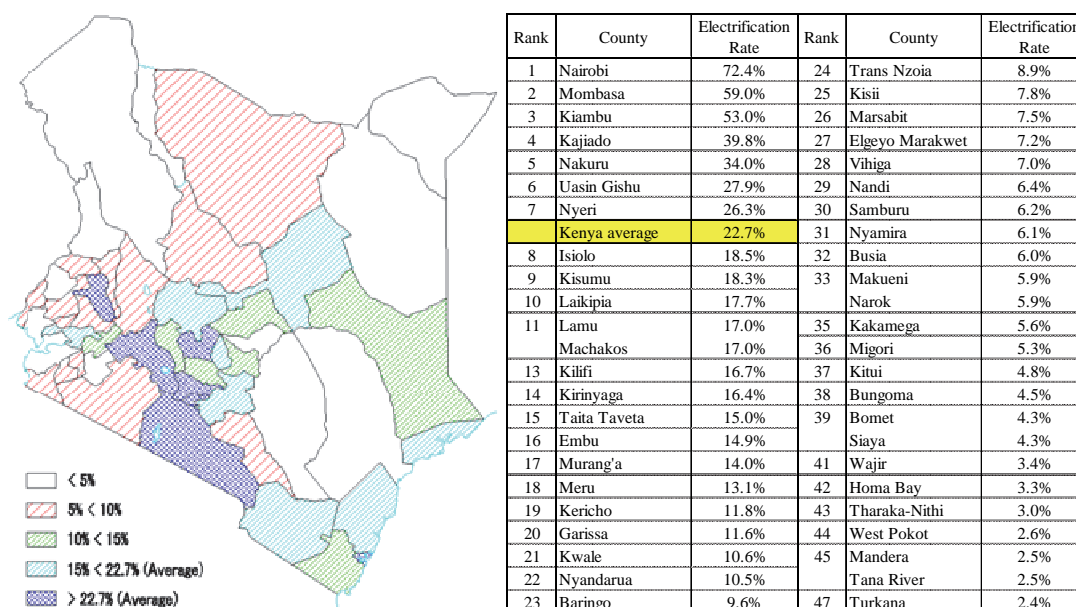 Rank County Electrification Rate Rank County Electrification Rate
1 Nairobi 72.4% 24 Trans Nzoia 8.9%
2 Mombasa 59.0% 25 Kisii 7.8%
3 Kiambu 53.0% 26 Marsabit 7.5%
4 Kajiado 39.8% 27 Elgeyo Marakwet 7.2%
5 Nakuru 34.0% 28 Vihiga 7.0%
6 Uasin Gishu 27.9% 29 Nandi 6.4%
7 Nyeri 26.3% 30 Samburu 6.2%
Kenya average 22.7% 31 Nyamira 6.1%
8 Isiolo 18.5% 32 Busia 6.0%
9 Kisumu 18.3% 33 Makueni 5.9%
10 Laikipia 17.7% Narok 5.9%
11 Lamu 17.0% 35 Kakamega 5.6%
Machakos 17.0% 36 Migori 5.3%
13 Kilifi 16.7% 37 Kitui 4.8%
14 Kirinyaga 16.4% 38 Bungoma 4.5%
15 Taita Taveta 15.0% 39 Bomet 4.3%
16 Embu 14.9% Siaya 4.3%
17 Murang'a 14.0% 41 Wajir 3.4%
18 Meru 13.1% 42 Homa Bay 3.3%
19 Kericho 11.8% 43 Tharaka-Nithi 3.0%
20 Garissa 11.6% 44 West Pokot 2.6%
21 Kwale 10.6% 45 Mandera 2.5%
22 Nyandarua 10.5% Tana River 2.5%
23 Baringo 9.6% 47 Turkana 2.4%
< 5%
5% < 10%
10% < 15%
15% < 22.7% (Average)
> 22.7% (Average)